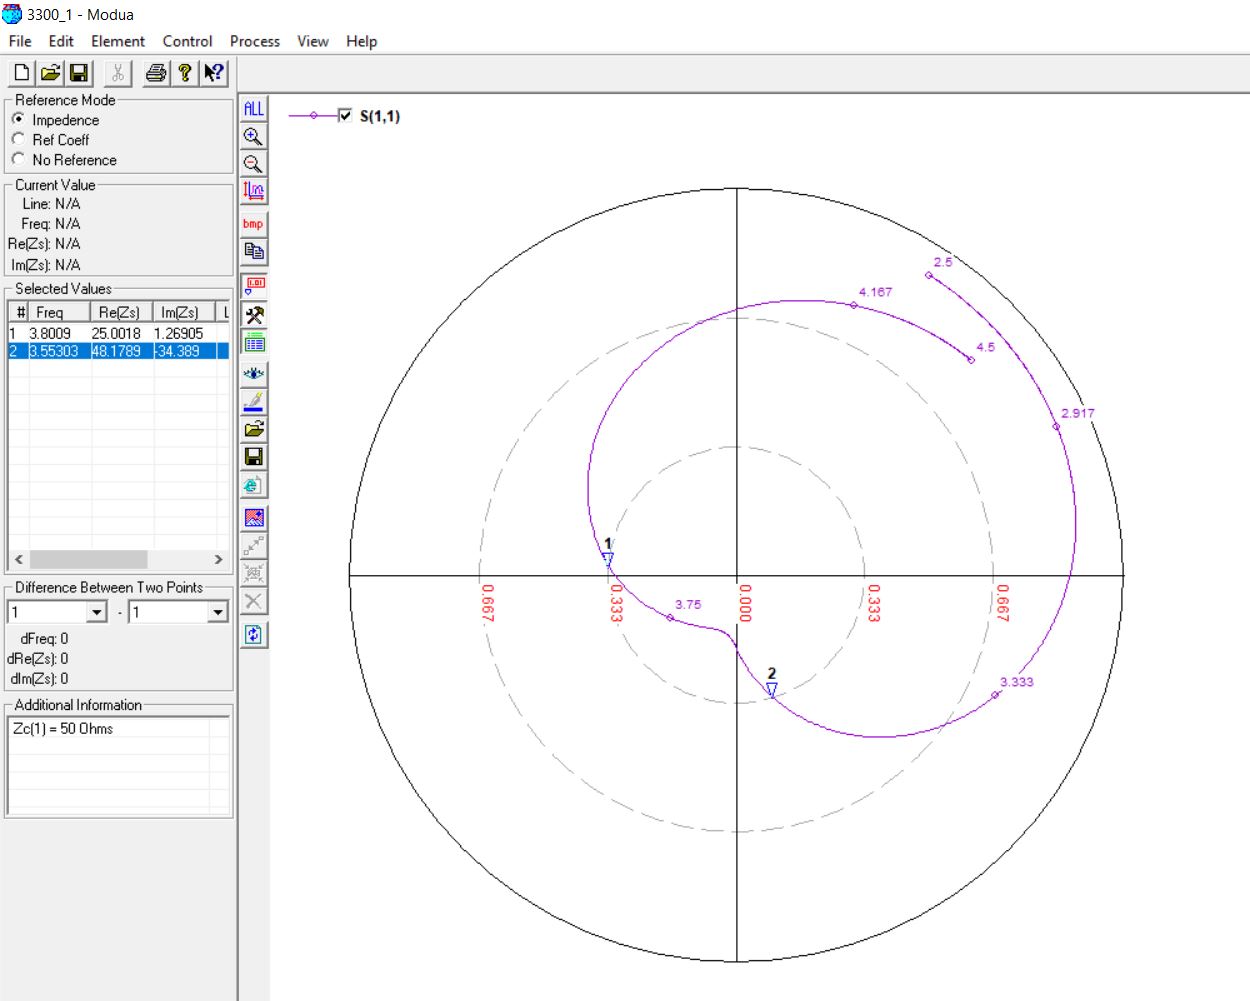 3300_1 - Modua
File Edit Element Control Process View Help
Reference Mode
Impedence
Ref Coeff
No Reference
Current Value
Line: N/A
Freq: N/A
Re(Zs): N/A
Im(Zs): N/A
Selected Values
# Freq Re(Zs) Im(Zs) L
1 3.8009 25.0018 1.26905
2 3.55303 48.1789 -34.389
Difference Between Two Points
1 - 1
dFreq: 0
dRe(Zs): 0
dIm(Zs): 0
Additional Information
Zc(1) = 50 Ohms
ALL
bmp
1.01
S(1,1)
2.5
4.167
4.5
2.917
1
0.667
0.333
0.000
0.333
0.667
3.75
2
3.333